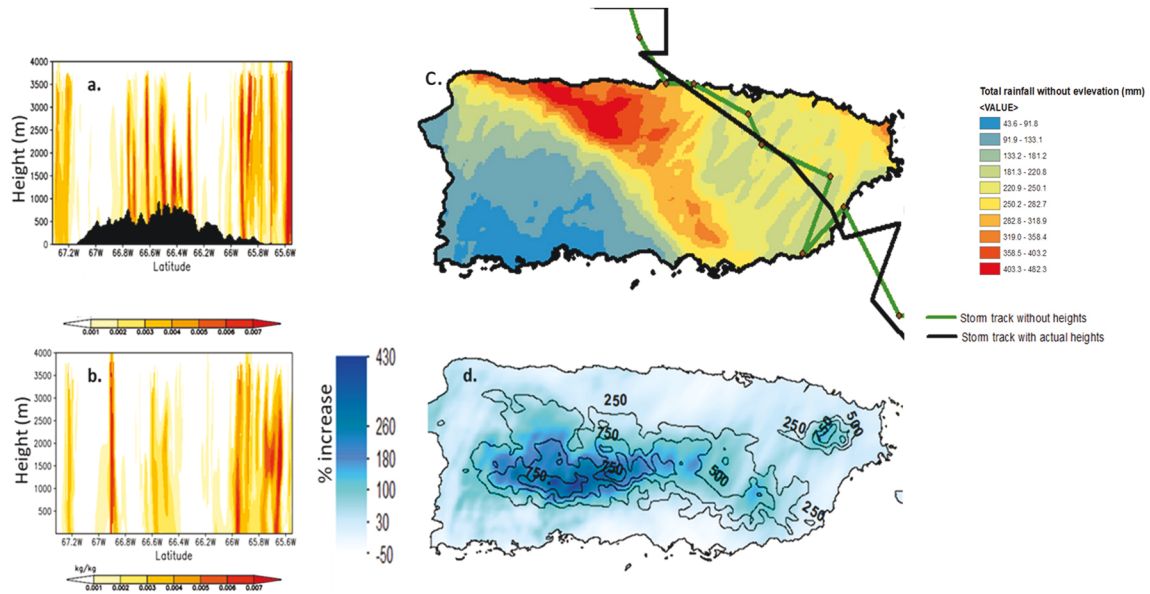 a.
4000
3500
3000
2500
2000
1500
1000
500
0
Height (m)
67.2W 67W 66.8W 66.6W 66.4W 66.2W 66W 65.8W 65.6W
Latitude
0.001 0.002 0.003 0.004 0.005 0.006 0.007
b.
4000
3500
3000
2500
2000
1500
1000
500
Height (m)
67.2W 67W 66.8W 66.6W 66.4W 66.2W 66W 65.8W 65.6W
Latitude
kg/kg
0.001 0.002 0.003 0.004 0.005 0.006 0.007
C.
Total rainfall without evlevation (mm)
<VALUE>
43.6 - 91.8
91.9 - 133.1
133.2 - 181.2
181.3 - 220.8
220.9 - 250.1
250.2 - 282.7
282.8 - 318.9
319.0 - 358.4
358.5 - 403.2
403.3 - 482.3
Storm track without heights
Storm track with actual heights
% increase
430
260
180
100
30
-50
d.
250
750
250
750
500
750
750
500
250